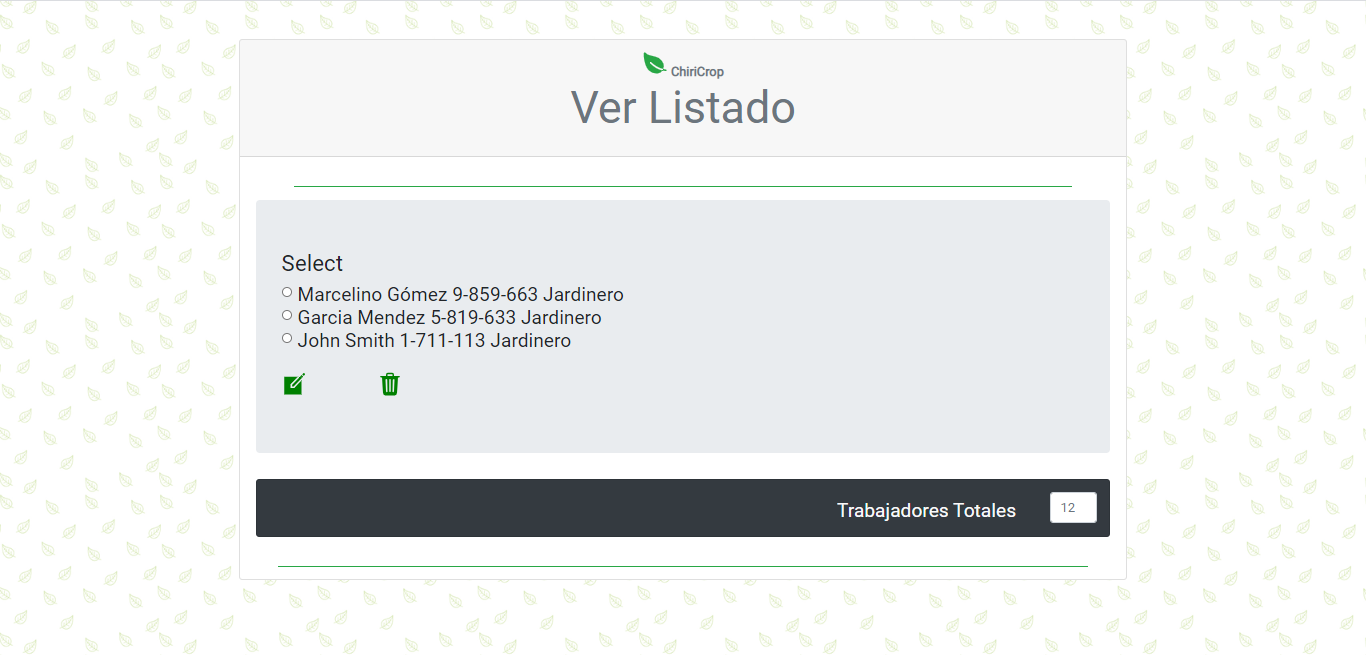 ChiriCrop
Ver Listado
Select
Marcelino Gómez 9-859-663 Jardinero
Garcia Mendez 5-819-633 Jardinero
John Smith 1-711-113 Jardinero
Trabajadores Totales 12